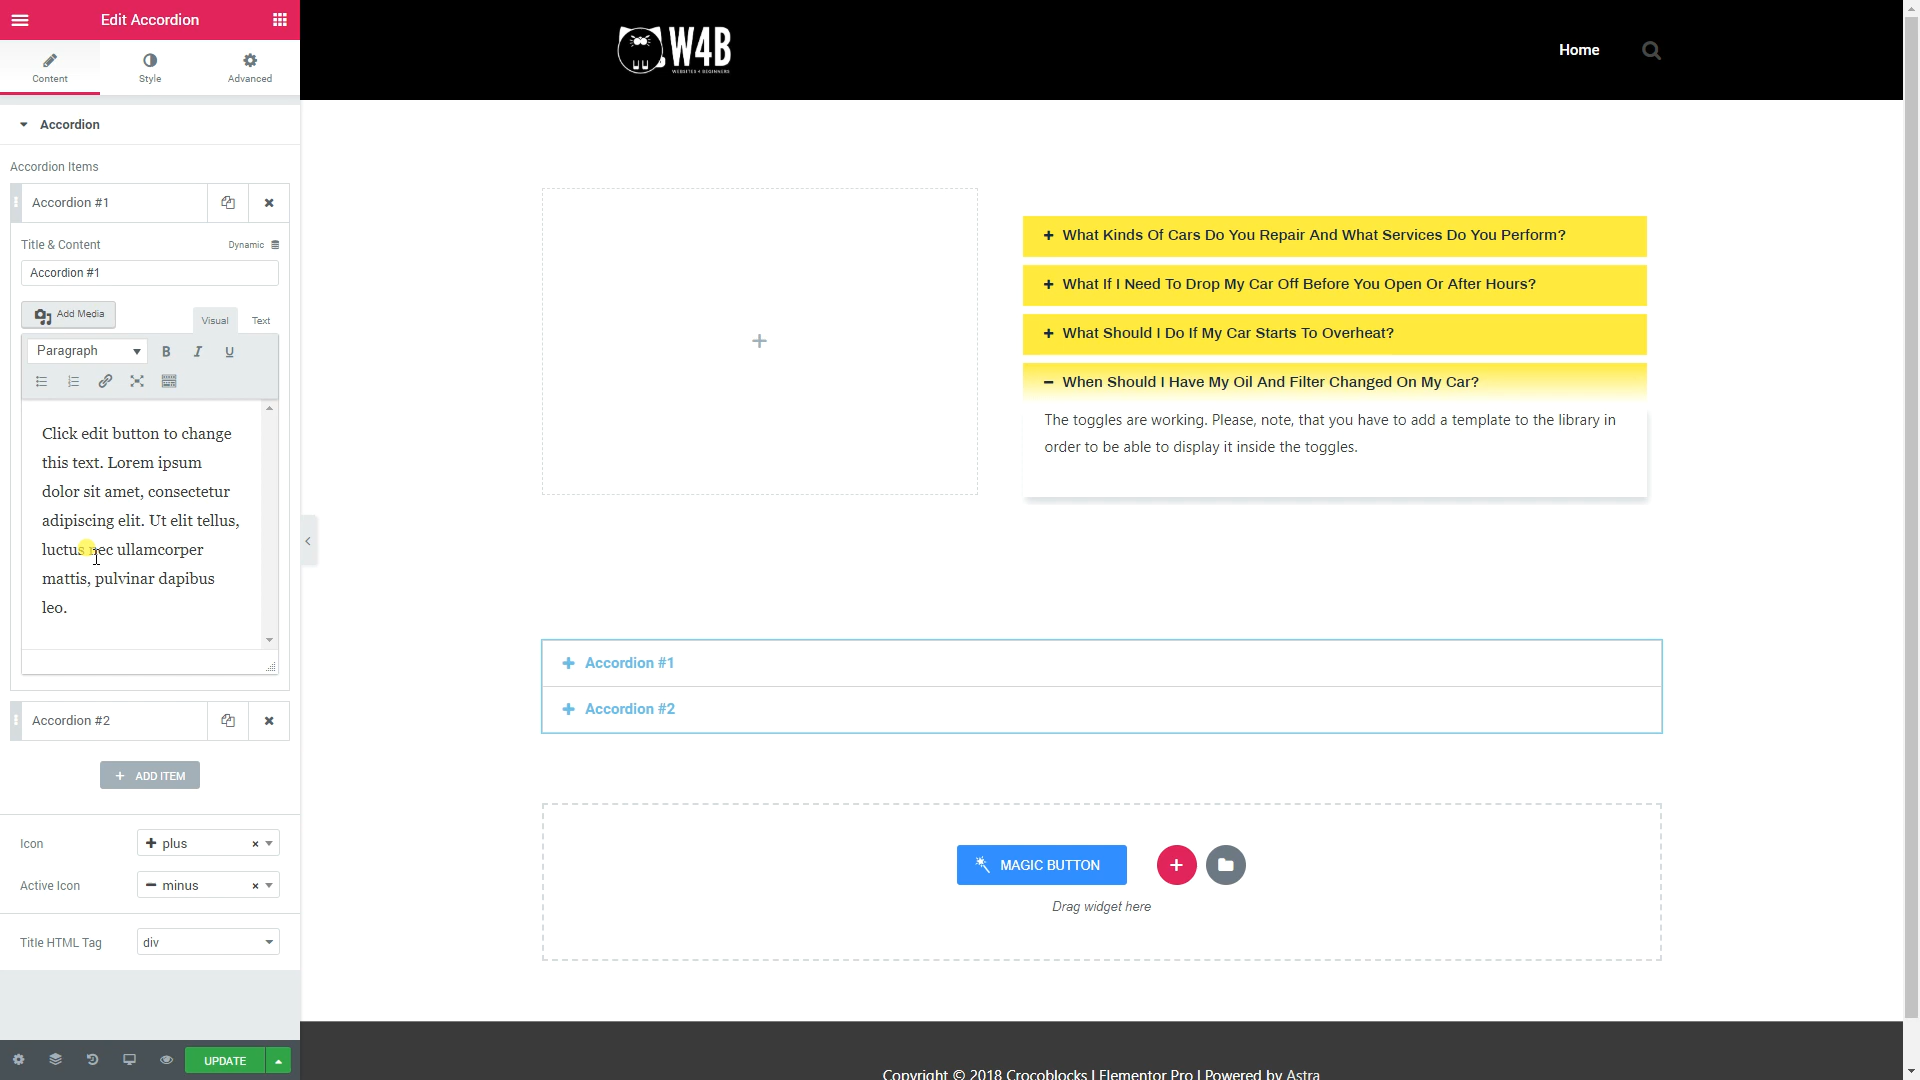 Edit Accordion
Content
Style
Advanced
Accordion
Accordion Items
Accordion #1
Title & Content
Dynamic
Accordion #1
Add Media
Visual
Text
Paragraph
B
I
U
Click edit button to change
this text. Lorem ipsum
dolor sit amet, consectetur
adipiscing elit. Ut elit tellus,
luctus nec ullamcorper
mattis, pulvinar dapibus
leo.
Accordion #2
ADD ITEM
Icon
plus
Active Icon
minus
Title HTML Tag
div
UPDATE
W4B
WEBSITES 4 BEGINNERS
Home
What Kinds Of Cars Do You Repair And What Services Do You Perform?
What If I Need To Drop My Car Off Before You Open Or After Hours?
What Should I Do If My Car Starts To Overheat?
When Should I Have My Oil And Filter Changed On My Car?
The toggles are working. Please, note, that you have to add a template to the library in
order to be able to display it inside the toggles.
Accordion #1
Accordion #2
MAGIC BUTTON
Drag widget here
Copyright © 2018 Crocoblocks | Elementor Pro | Powered by Astra